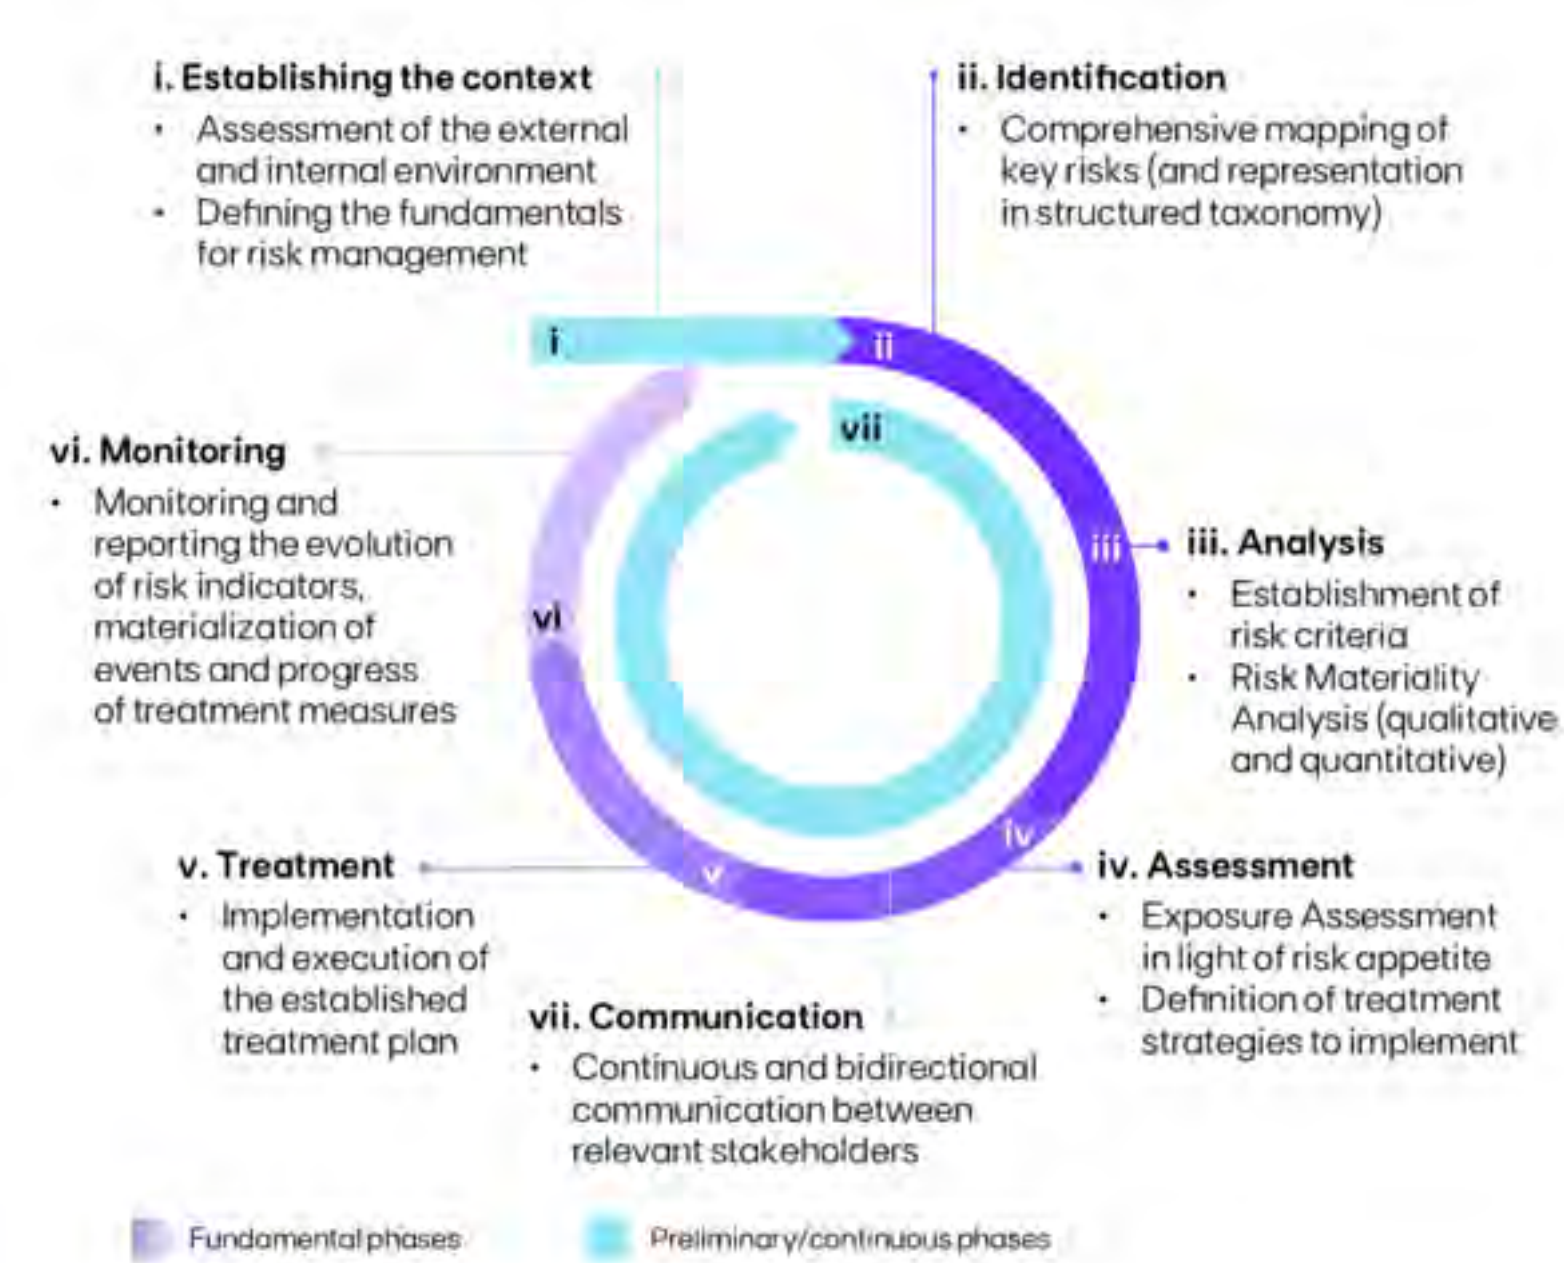 i. Establishing the context
• Assessment of the external
and internal environment
• Defining the fundamentals
for risk management
ii. Identification
• Comprehensive mapping of
key risks (and representation
in structured taxonomy)
i
ii
vii
vi. Monitoring
• Monitoring and
reporting the evolution
of risk indicators,
materialization of
events and progress
of treatment measures
iii
iii. Analysis
• Establishment of
risk criteria
• Risk Materiality
Analysis (qualitative
and quantitative)
vi
iv
v
v. Treatment
• Implementation
and execution of
the established
treatment plan
iv. Assessment
• Exposure Assessment
in light of risk appetite
• Definition of treatment
strategies to implement
vii. Communication
• Continuous and bidirectional
communication between
relevant stakeholders
Fundamental phases
Preliminary/continuous phases